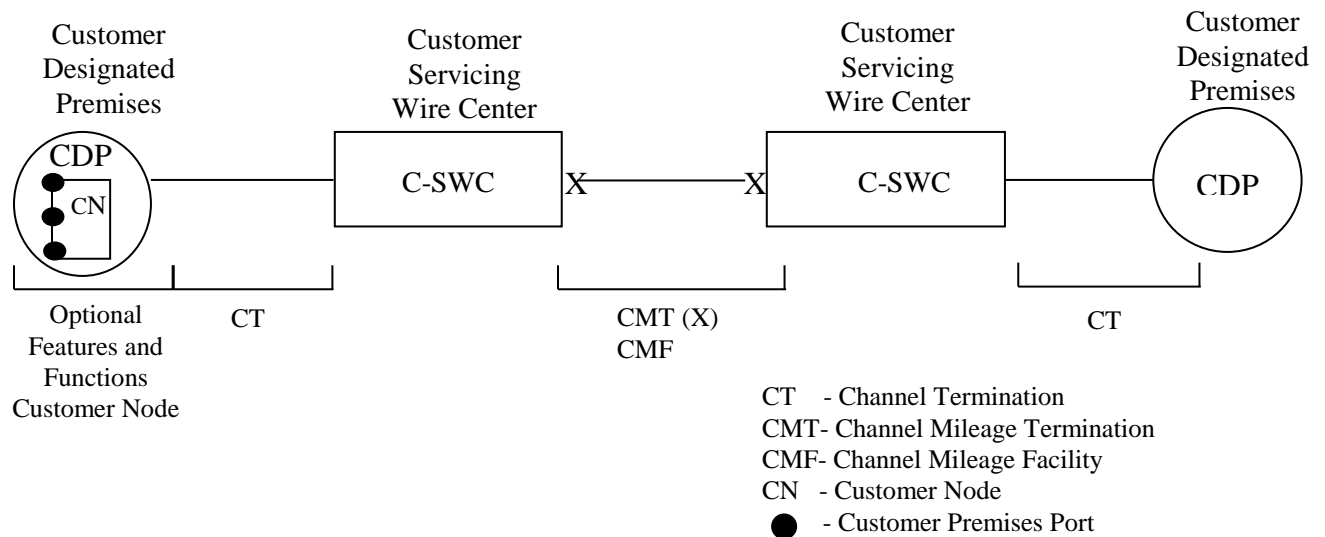 Customer
Designated
Premises
Customer
Servicing
Wire Center
Customer
Servicing
Wire Center
Customer
Designated
Premises
CDP
CN
C-SWC
X
X
C-SWC
CDP
Optional
Features and
Functions
Customer Node
CT
CMT (X)
CMF
CT
CT - Channel Termination
CMT- Channel Mileage Termination
CMF- Channel Mileage Facility
CN - Customer Node
- Customer Premises Port